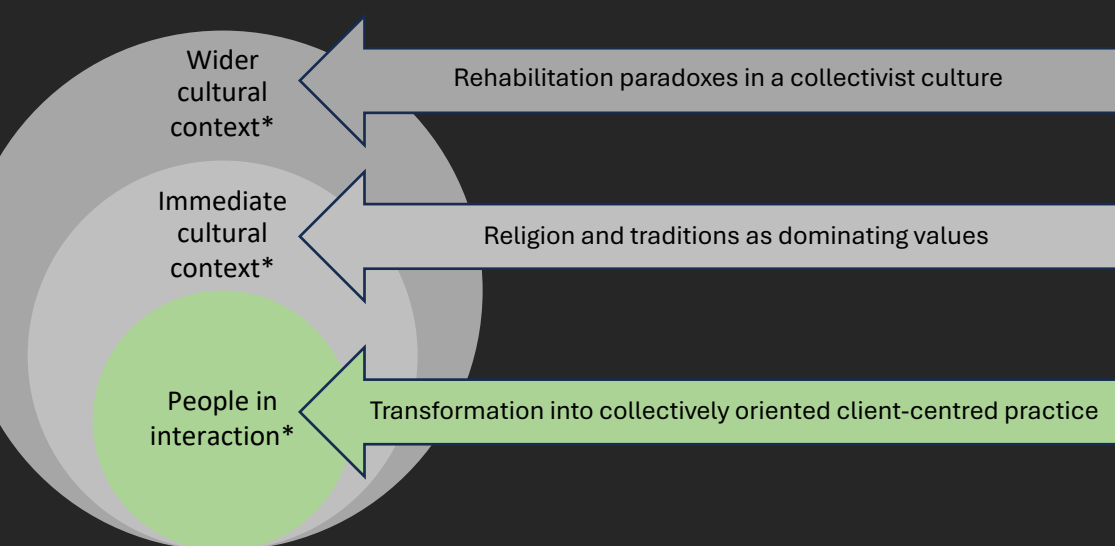 Wider
cultural
context*
Rehabilitation paradoxes in a collectivist culture
Immediate
cultural
context*
Religion and traditions as dominating values
People in
interaction*
Transformation into collectively oriented client-centred practice